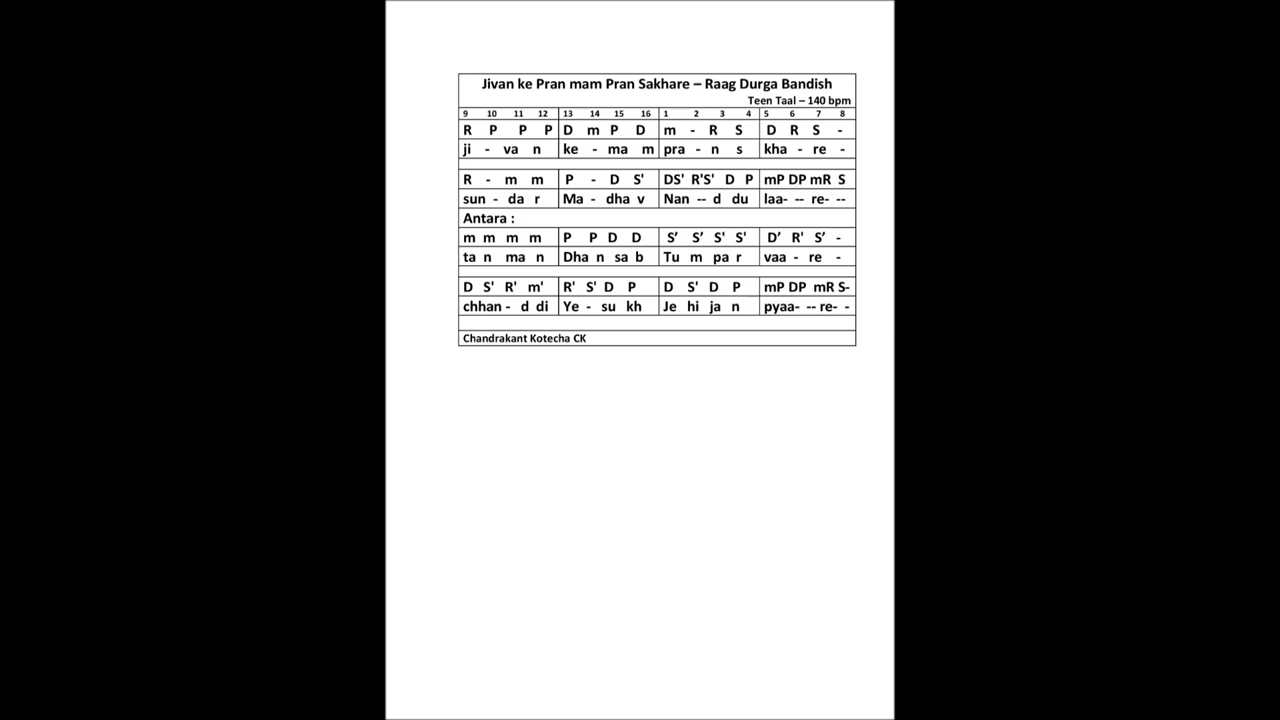 Jivan ke Pran mam Pran Sakhare – Raag Durga Bandish
Teen Taal – 140 bpm
9 10 11 12 13 14 15 16 1 2 3 4 5 6 7 8
R P P P D m P D m - R S D R S -
ji - va n ke - ma m pra - n s kha - re -
R - m m P - D S' DS' R'S' D P mP DP mR S
sun - da r Ma - dha v Nan -- d du laa- -- re- --
Antara :
m m m m P P D D S’ S’ S' S' D’ R' S’ -
ta n ma n Dha n sa b Tu m pa r vaa - re -
D S' R' m' R' S' D P D S' D P mP DP mR S-
chhan - d di Ye - su kh Je hi ja n pyaa- -- re- -
Chandrakant Kotecha CK